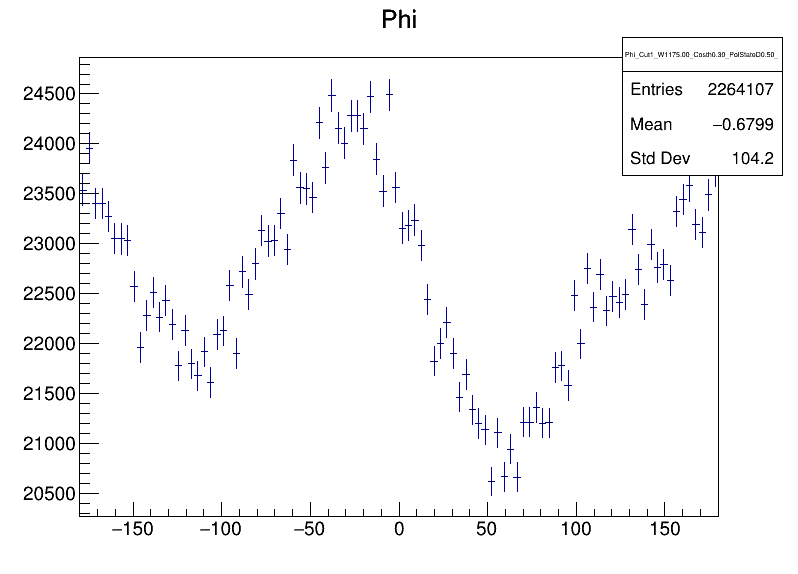 Phi
Phi_Cut1_W1175.00_Costh0.30_PolStateD0.50_
Entries 2264107
Mean −0.6799
Std Dev 104.2
24500
24000
23500
23000
22500
22000
21500
21000
20500
−150 −100 −50 0 50 100 150